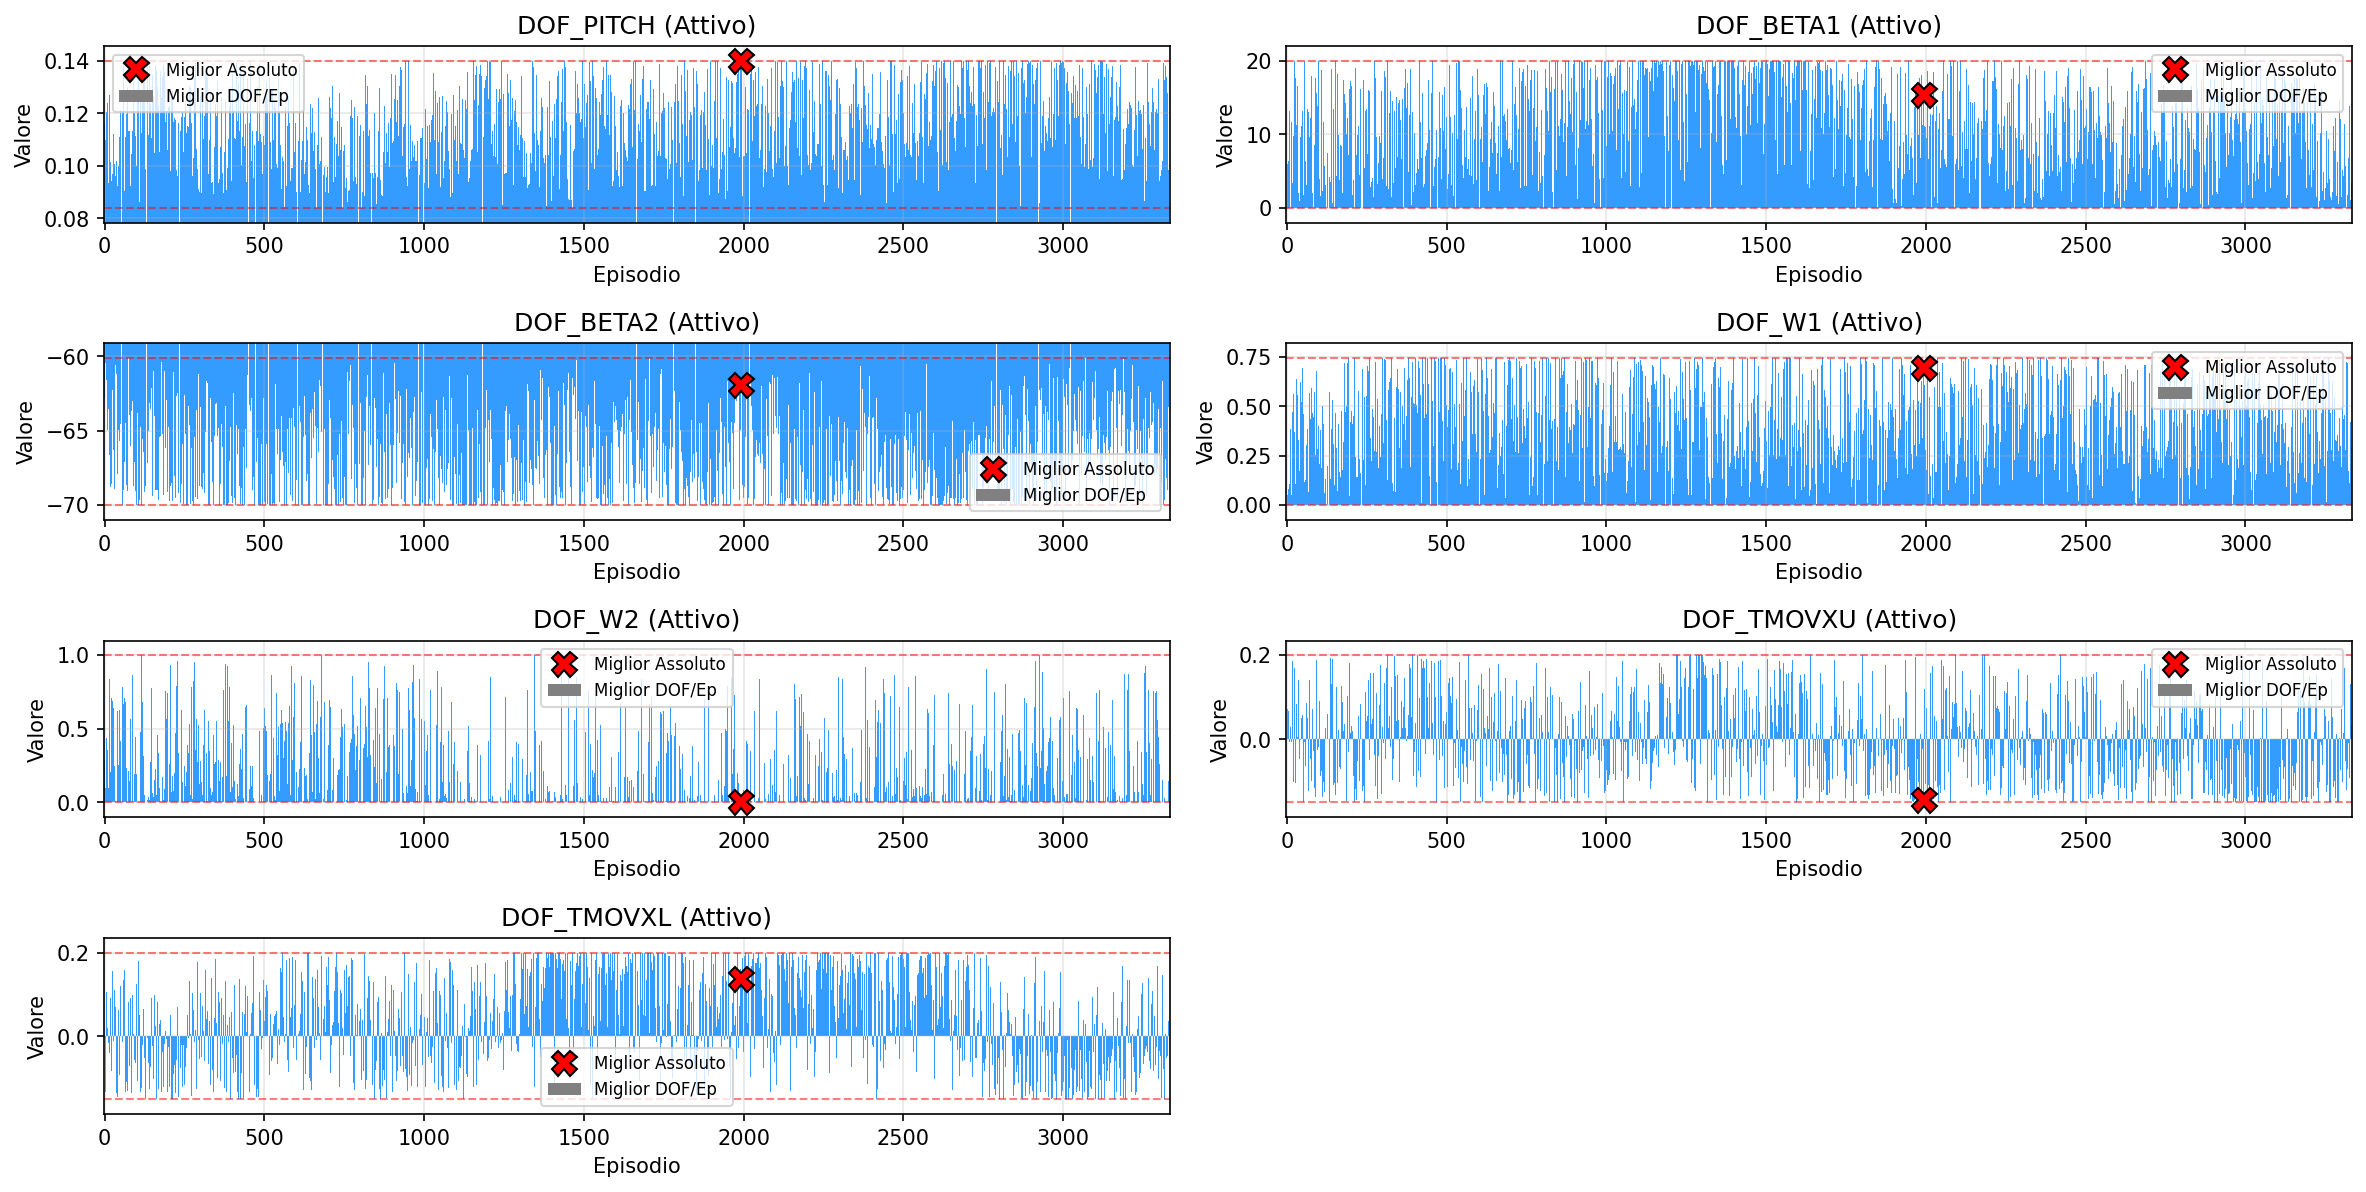 DOF_PITCH (Attivo)
0.14
0.12
0.10
0.08
Valore
Miglior Assoluto
Miglior DOF/Ep
0 500 1000 1500 2000 2500 3000
Episodio
DOF_BETA1 (Attivo)
20
10
0
Valore
Miglior Assoluto
Miglior DOF/Ep
0 500 1000 1500 2000 2500 3000
Episodio
DOF_BETA2 (Attivo)
−60
−65
−70
Valore
Miglior Assoluto
Miglior DOF/Ep
0 500 1000 1500 2000 2500 3000
Episodio
DOF_W1 (Attivo)
0.75
0.50
0.25
0.00
Valore
Miglior Assoluto
Miglior DOF/Ep
0 500 1000 1500 2000 2500 3000
Episodio
DOF_W2 (Attivo)
1.0
0.5
0.0
Valore
Miglior Assoluto
Miglior DOF/Ep
0 500 1000 1500 2000 2500 3000
Episodio
DOF_TMOVXU (Attivo)
0.2
0.0
Valore
Miglior Assoluto
Miglior DOF/Ep
0 500 1000 1500 2000 2500 3000
Episodio
DOF_TMOVXL (Attivo)
0.2
0.0
Valore
Miglior Assoluto
Miglior DOF/Ep
0 500 1000 1500 2000 2500 3000
Episodio